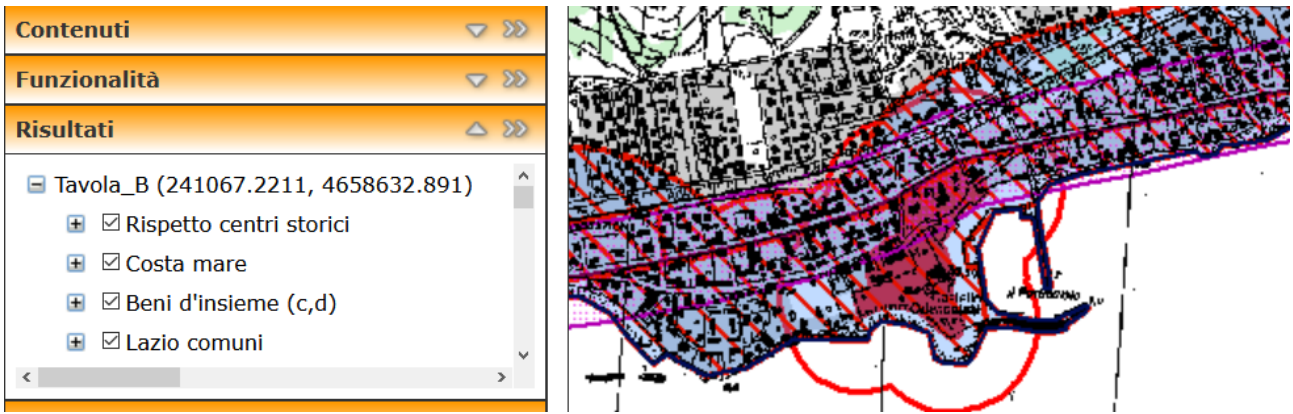 Contenuti
Funzionalità
Risultati
Tavola_B (241067.2211, 4658632.891)
Rispetto centri storici
Costa mare
Beni d'insieme (c,d)
Lazio comuni